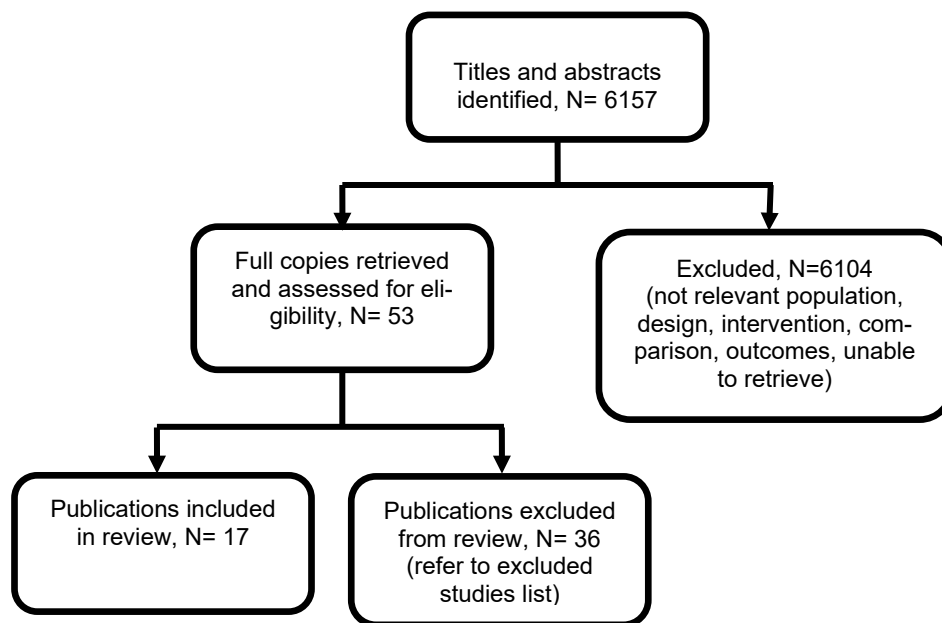 Titles and abstracts
identified, N= 6157
Full copies retrieved
and assessed for eli-
gibility, N= 53
Excluded, N=6104
(not relevant population,
design, intervention, com-
parison, outcomes, unable
to retrieve)
Publications included
in review, N= 17
Publications excluded
from review, N= 36
(refer to excluded
studies list)